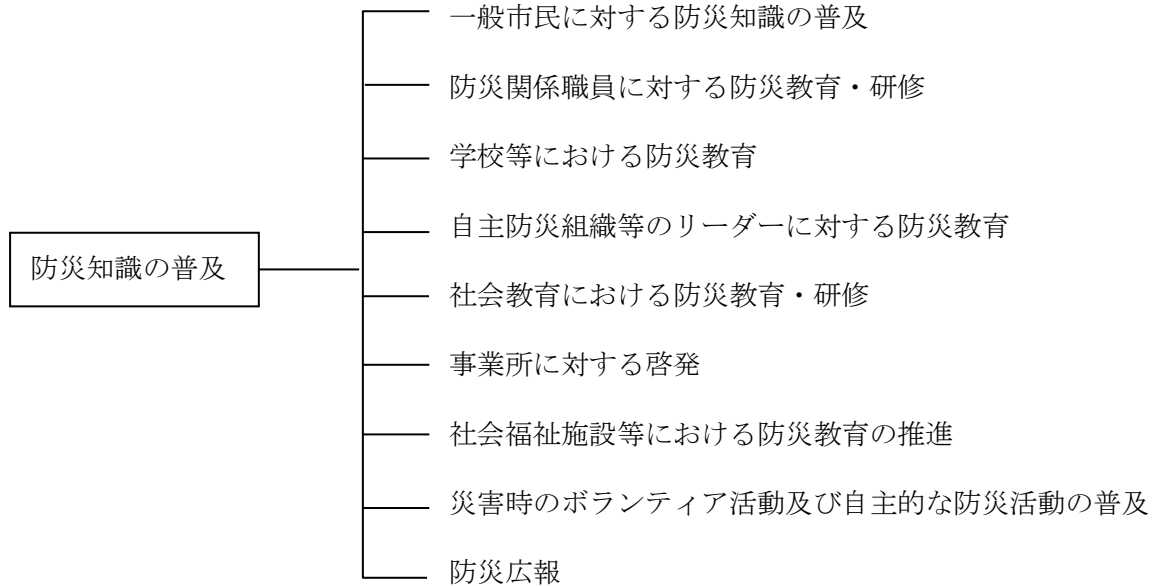 防災知識の普及
一般市民に対する防災知識の普及
防災関係職員に対する防災教育・研修
学校等における防災教育
自主防災組織等のリーダーに対する防災教育
社会教育における防災教育・研修
事業所に対する啓発
社会福祉施設等における防災教育の推進
災害時のボランティア活動及び自主的な防災活動の普及
防災広報